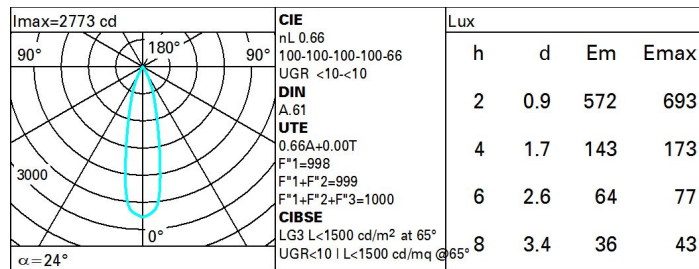 Imax=2773 cd
90° 180° 90°
3000
0°
α=24°
CIE
nL 0.66
100-100-100-100-66
UGR <10-<10
DIN
A.61
UTE
0.66A+0.00T
F"1=998
F"1+F"2=999
F"1+F"2+F"3=1000
CIBSE
LG3 L<1500 cd/m² at 65°
UGR<10 | L<1500 cd/mq @65°
Lux
h d Em Emax
2 0.9 572 693
4 1.7 143 173
6 2.6 64 77
8 3.4 36 43